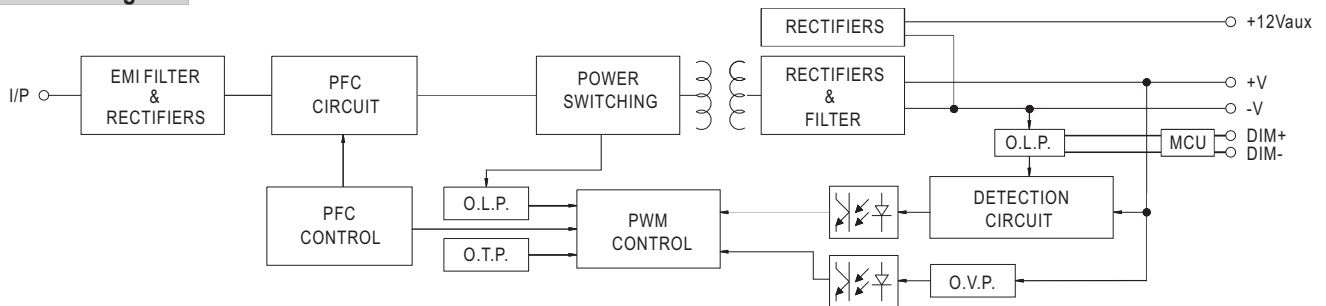 RECTIFIERS
+12Vaux
I/P
EMI FILTER
&
RECTIFIERS
PFC
CIRCUIT
POWER
SWITCHING
RECTIFIERS
&
FILTER
+V
-V
O.L.P.
MCU
DIM+
DIM-
PFC
CONTROL
O.L.P.
O.T.P.
PWM
CONTROL
DETECTION
CIRCUIT
O.V.P.